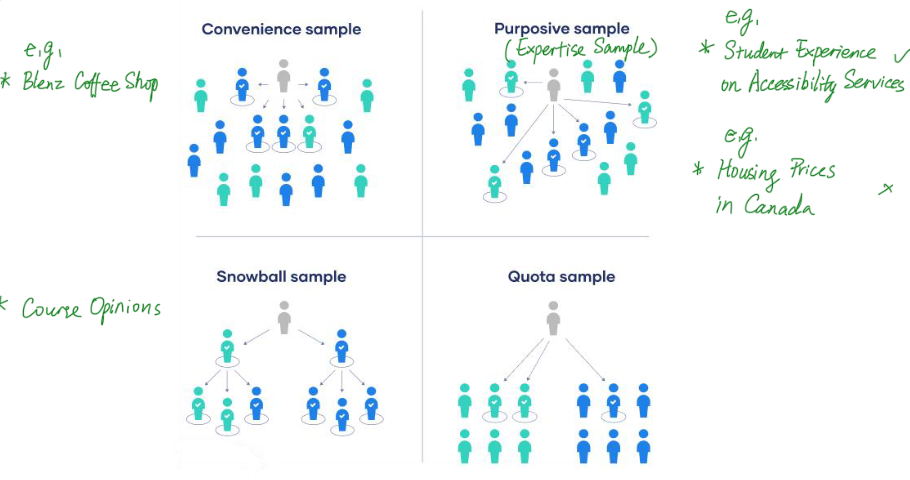 Convenience sample
e.g.
* Blenz Coffee Shop
Purposive sample
(Expertise Sample)
e.g.
* Student Experience ✓
on Accessibility Services
e.g.
* Housing Prices
in Canada ×
Snowball sample
* Course Opinions
Quota sample